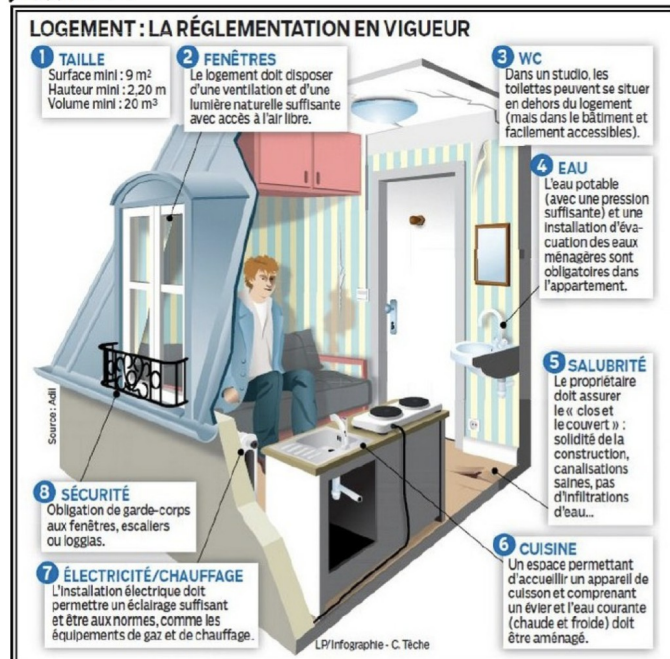 LOGEMENT : LA RÉGLEMENTATION EN VIGUEUR
1 TAILLE
Surface mini : 9 m²
Hauteur mini : 2,20 m
Volume mini : 20 m³
2 FENÊTRES
Le logement doit disposer
d'une ventilation et d'une
lumière naturelle suffisante
avec accès à l'air libre.
3 WC
Dans un studio, les
toilettes peuvent se situer
en dehors du logement
(mais dans le bâtiment et
facilement accessibles).
4 EAU
L'eau potable
(avec une pression
suffisante) et une
installation d'éva-
cuation des eaux
ménagères sont
obligatoires dans
l'appartement.
5 SALUBRITÉ
Le propriétaire
doit assurer
le « clos et
le couvert » :
solidité de la
construction,
canalisations
saines, pas
d'infiltrations
d'eau...
6 CUISINE
Un espace permettant
d'accueillir un appareil de
cuisson et comprenant
un évier et l'eau courante
(chaude et froide) doit
être aménagé.
7 ÉLECTRICITÉ/CHAUFFAGE
L'installation électrique doit
permettre un éclairage suffisant
et être aux normes, comme les
équipements de gaz et de chauffage.
8 SÉCURITÉ
Obligation de garde-corps
aux fenêtres, escaliers
ou loggias.
Source : Adil
LP/Infographie - C. Tèche